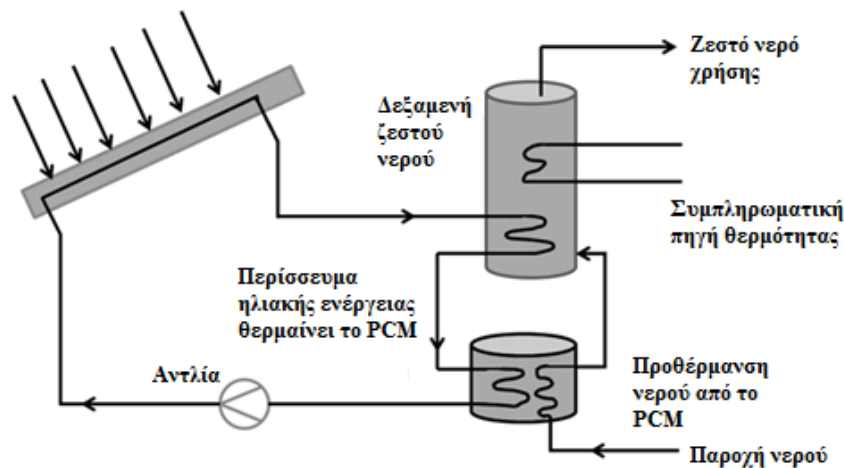 Ζεστό νερό
χρήσης
Δεξαμενή
ζεστού
νερού
Συμπληρωματική
πηγή θερμότητας
Περίσσευμα
ηλιακής ενέργειας
θερμαίνει το PCM
Αντλία
Προθέρμανση
νερού από το
PCM
Παροχή νερού